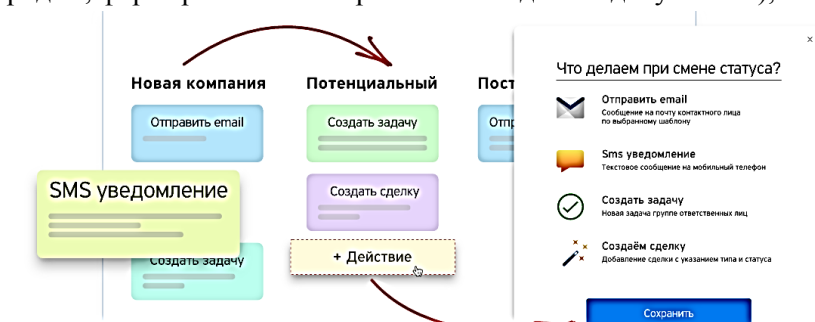 Новая компания
Отправить email
SMS уведомление
Создать задачу
Потенциальный
Создать задачу
Создать сделку
+ Действие
Пост
Отпр
×
Что делаем при смене статуса?
Отправить email
Сообщение на почту контактного лица
по выбранному шаблону
Sms уведомление
Текстовое сообщение на мобильный телефон
Создать задачу
Новая задача группе ответственных лиц
Создаём сделку
Добавление сделки с указанием типа и статуса
Сохранить